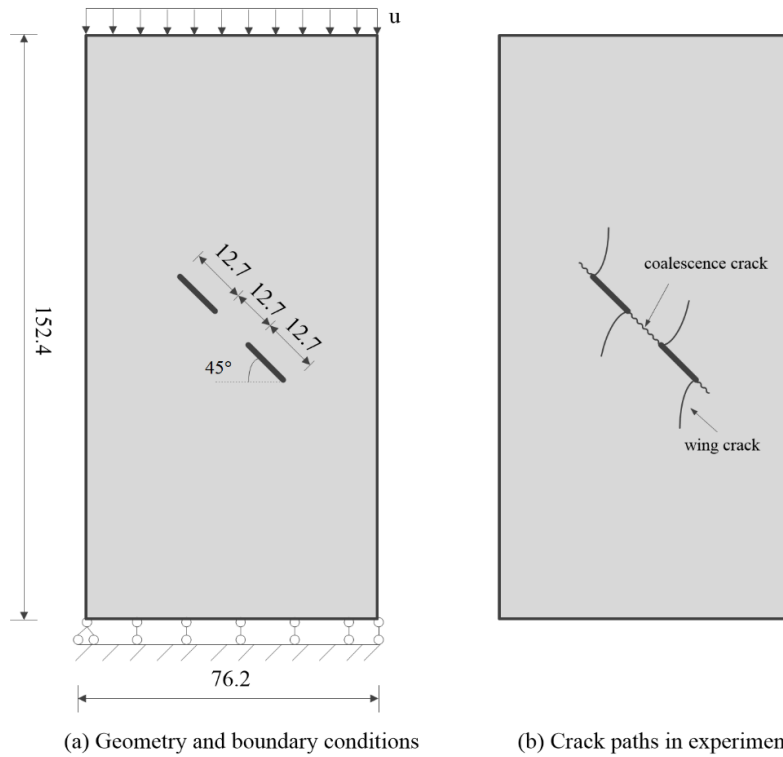 u
12.7
12.7
12.7
152.4
45°
76.2
(a) Geometry and boundary conditions
coalescence crack
wing crack
(b) Crack paths in experimen